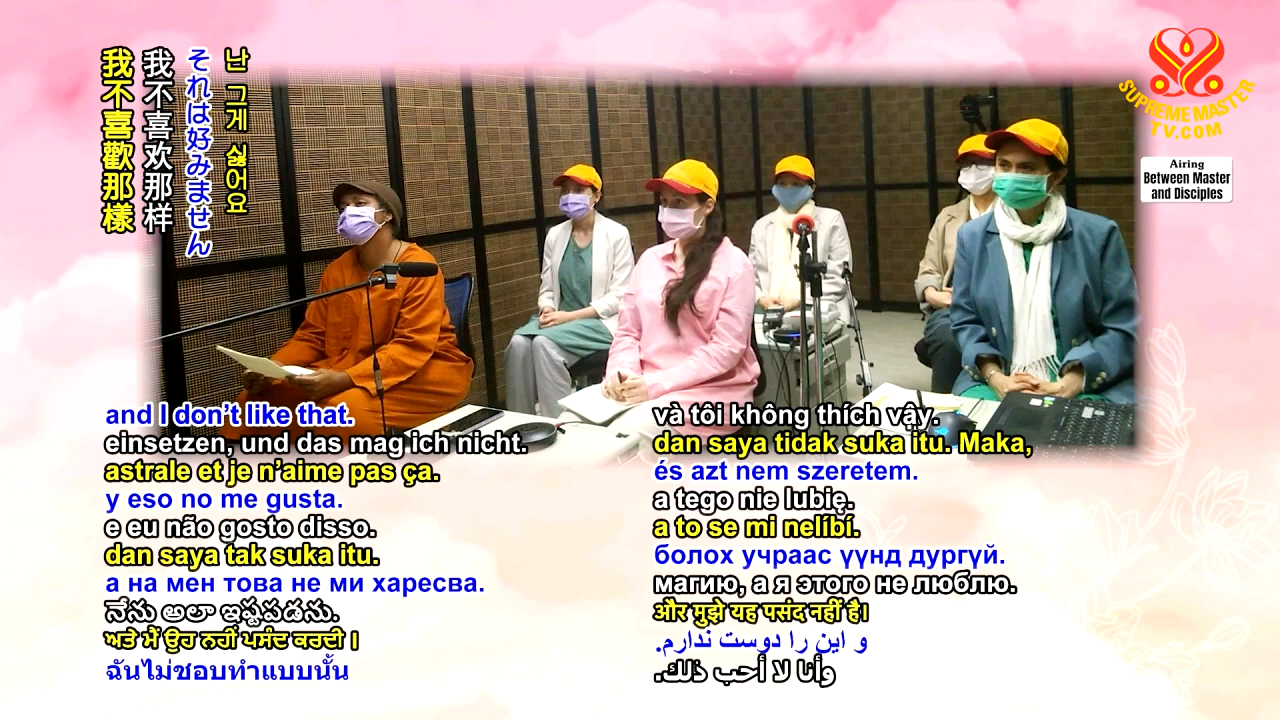 我不喜歡那樣
我不喜欢那样
それは好みません
난 그게 싫어요
SUPREME MASTER
TV.COM
Airing
Between Master
and Disciples
and I don't like that.
einsetzen, und das mag ich nicht.
astrale et je n'aime pas ça.
y eso no me gusta.
e eu não gosto disso.
dan saya tak suka itu.
а на мен това не ми харесва.
నేను అలా ఇష్టపడను.
ਅਤੇ ਮੈਂ ਉਹ ਨਹੀਂ ਪਸੰਦ ਕਰਦੀ ।
ฉันไม่ชอบทำแบบนั้น
và tôi không thích vậy.
dan saya tidak suka itu. Maka,
és azt nem szeretem.
a tego nie lubię.
a to se mi nelíbí.
болох учраас үүнд дургүй.
магию, а я этого не люблю.
और मुझे यह पसंद नहीं है।
و این را دوست ندارم.
وأنا لا أحب ذلك.